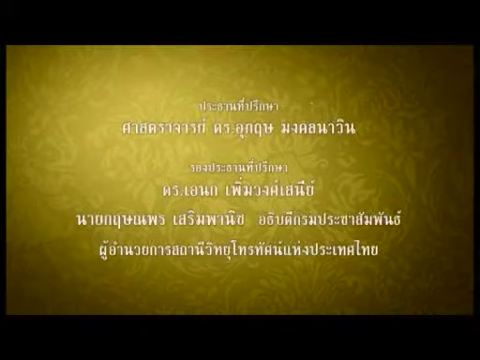 ประธานที่ปรึกษา
ศาสตราจารย์ ดร.อุกฤษ มงคลนาวิน
รองประธานที่ปรึกษา
ดร.เอนก เพิ่มวงศ์เสนีย์
นายกฤษณพร เสริมพานิช อธิบดีกรมประชาสัมพันธ์
ผู้อำนวยการสถานีวิทยุโทรทัศน์แห่งประเทศไทย